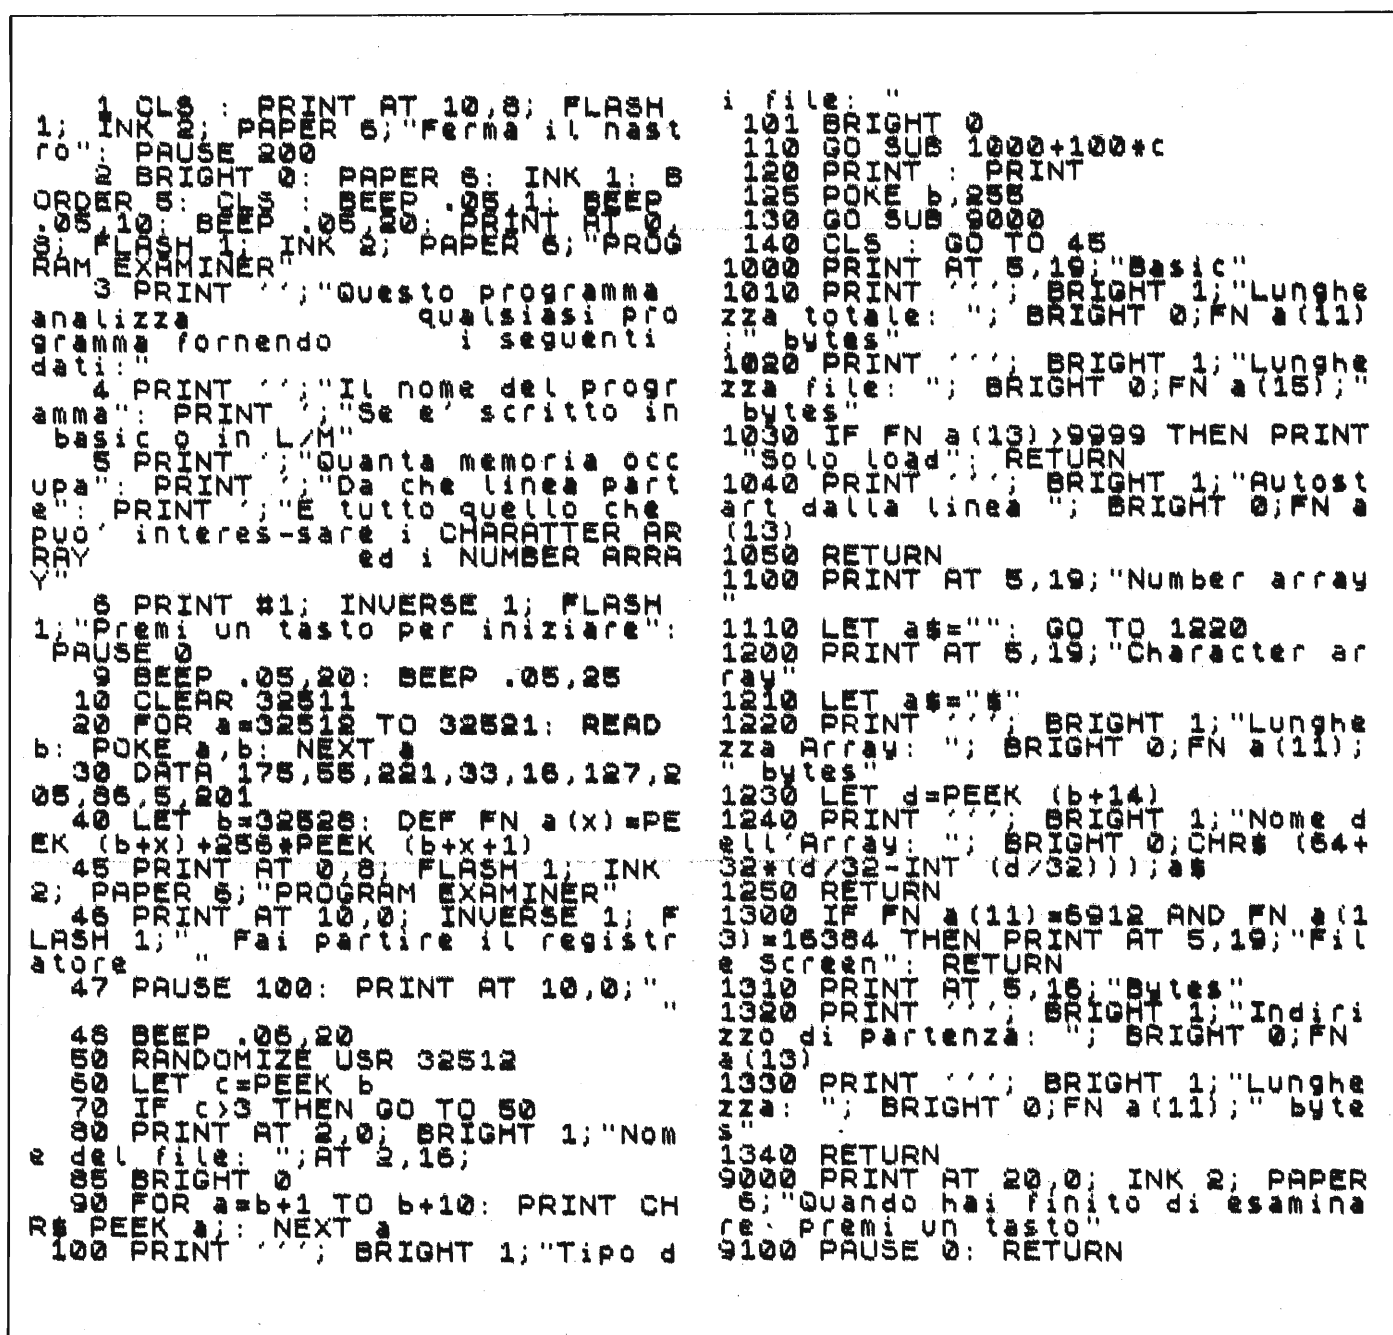 1 CLS : PRINT AT 10,8; FLASH
1; INK 2; PAPER 6;"Ferma il nast
ro": PAUSE 200
2 BRIGHT 0: PAPER 6: INK 1: B
ORDER 6: CLS : BEEP .05,1: BEEP
.05,10: BEEP .05,20: PRINT AT 0,
8; FLASH 1; INK 2; PAPER 6;"PROG
RAM EXAMINER"
3 PRINT '';"Questo programma
analizza qualsiasi pro
gramma fornendo i seguenti
dati:"
4 PRINT '';"Il nome del progr
amma": PRINT ';"Se e' scritto in
basic o in L/M"
5 PRINT ';"Quanta memoria occ
upa": PRINT ';"Da che linea part
e": PRINT ';"E tutto quello che
puo' interes-sare i CHARATTER AR
RAY ed i NUMBER ARRA
Y"
6 PRINT #1; INVERSE 1; FLASH
1;"Premi un tasto per iniziare":
PAUSE 0
9 BEEP .05,20: BEEP .05,25
10 CLEAR 32511
20 FOR a=32512 TO 32521: READ
b: POKE a,b: NEXT a
30 DATA 175,55,221,33,16,127,2
05,86,5,201
40 LET b=32528: DEF FN a(x)=PE
EK (b+x)+256*PEEK (b+x+1)
45 PRINT AT 0,8; FLASH 1; INK
2; PAPER 6;"PROGRAM EXAMINER"
46 PRINT AT 10,0; INVERSE 1; F
LASH 1;" Fai partire il registr
atore "
47 PAUSE 100: PRINT AT 10,0;"
"
48 BEEP .05,20
50 RANDOMIZE USR 32512
60 LET c=PEEK b
70 IF c>3 THEN GO TO 50
80 PRINT AT 2,0; BRIGHT 1;"Nom
e del file: ";AT 2,16;
85 BRIGHT 0
90 FOR a=b+1 TO b+10: PRINT CH
R$ PEEK a;: NEXT a
100 PRINT '''; BRIGHT 1;"Tipo d
i file: "
101 BRIGHT 0
110 GO SUB 1000+100*c
120 PRINT : PRINT
125 POKE b,255
130 GO SUB 9000
140 CLS : GO TO 45
1000 PRINT AT 5,19;"Basic"
1010 PRINT '''; BRIGHT 1;"Lunghe
zza totale: "; BRIGHT 0;FN a(11)
;" bytes"
1020 PRINT '''; BRIGHT 1;"Lunghe
zza file: "; BRIGHT 0;FN a(15);"
bytes"
1030 IF FN a(13)>9999 THEN PRINT
"Solo load": RETURN
1040 PRINT '''; BRIGHT 1;"Autost
art dalla linea "; BRIGHT 0;FN a
(13)
1050 RETURN
1100 PRINT AT 5,19;"Number array
"
1110 LET a$="": GO TO 1220
1200 PRINT AT 5,19;"Character ar
ray"
1210 LET a$="$"
1220 PRINT '''; BRIGHT 1;"Lunghe
zza Array: "; BRIGHT 0;FN a(11);
" bytes"
1230 LET d=PEEK (b+14)
1240 PRINT '''; BRIGHT 1;"Nome d
ell'Array: "; BRIGHT 0;CHR$ (64+
32*(d/32-INT (d/32)));a$
1250 RETURN
1300 IF FN a(11)=6912 AND FN a(1
3)=16384 THEN PRINT AT 5,19;"Fil
e Screen": RETURN
1310 PRINT AT 5,16;"Bytes"
1320 PRINT '''; BRIGHT 1;"Indiri
zzo di partenza: "; BRIGHT 0;FN
a(13)
1330 PRINT '''; BRIGHT 1;"Lunghe
zza: "; BRIGHT 0;FN a(11);" byte
s"
1340 RETURN
9000 PRINT AT 20,0; INK 2; PAPER
6;"Quando hai finito di esamina
re, premi un tasto"
9100 PAUSE 0: RETURN